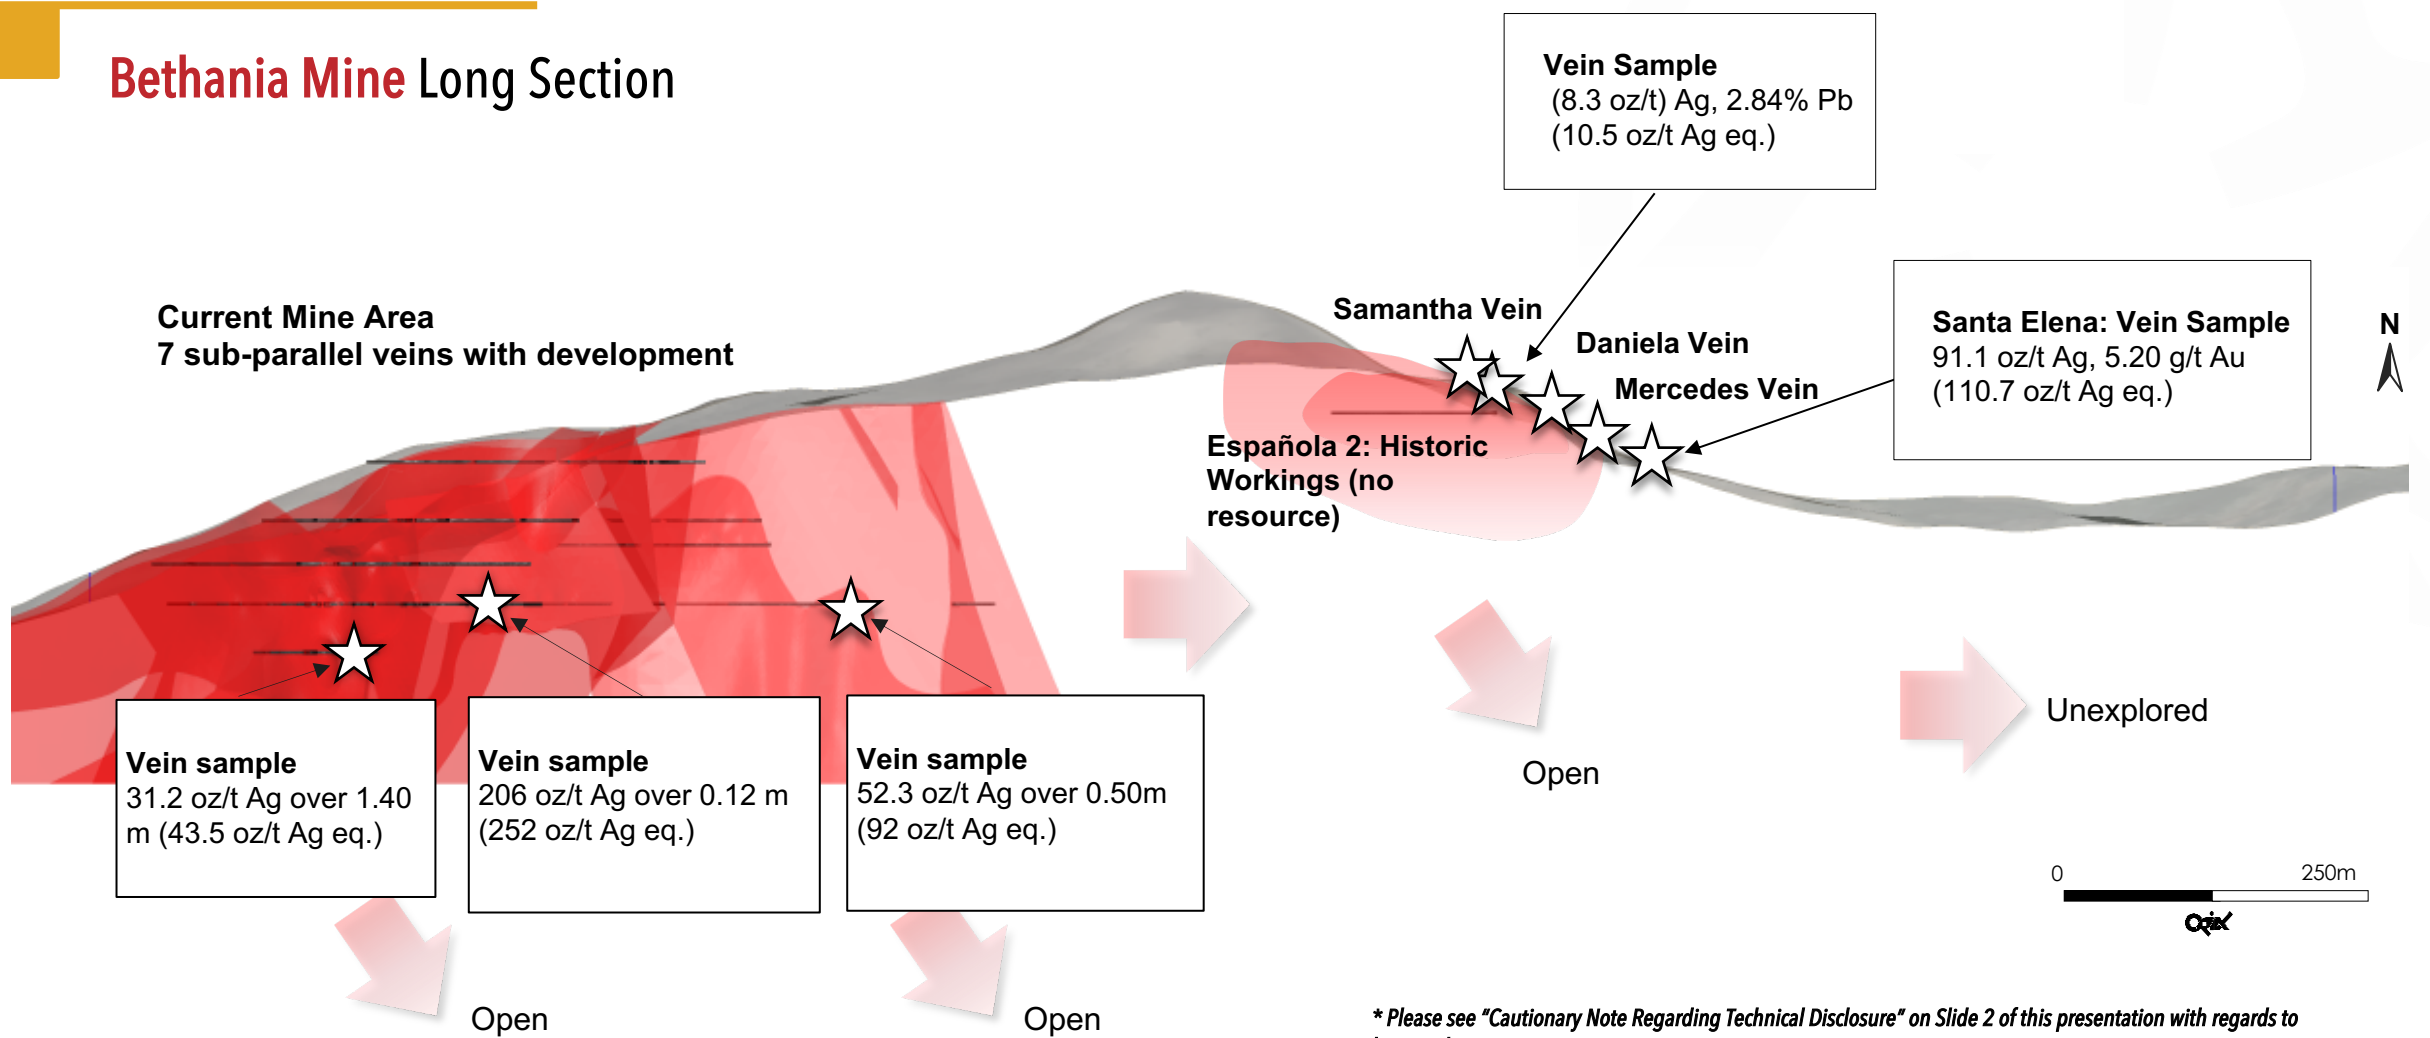 Bethania Mine Long Section
Vein Sample
(8.3 oz/t) Ag, 2.84% Pb
(10.5 oz/t Ag eq.)
Current Mine Area
7 sub-parallel veins with development
Samantha Vein
Daniela Vein
Mercedes Vein
Santa Elena: Vein Sample
91.1 oz/t Ag, 5.20 g/t Au
(110.7 oz/t Ag eq.)
N
Española 2: Historic
Workings (no
resource)
Vein sample
31.2 oz/t Ag over 1.40
m (43.5 oz/t Ag eq.)
Vein sample
206 oz/t Ag over 0.12 m
(252 oz/t Ag eq.)
Vein sample
52.3 oz/t Ag over 0.50m
(92 oz/t Ag eq.)
Open
Unexplored
0 250m
Open
Open
* Please see "Cautionary Note Regarding Technical Disclosure" on Slide 2 of this presentation with regards to